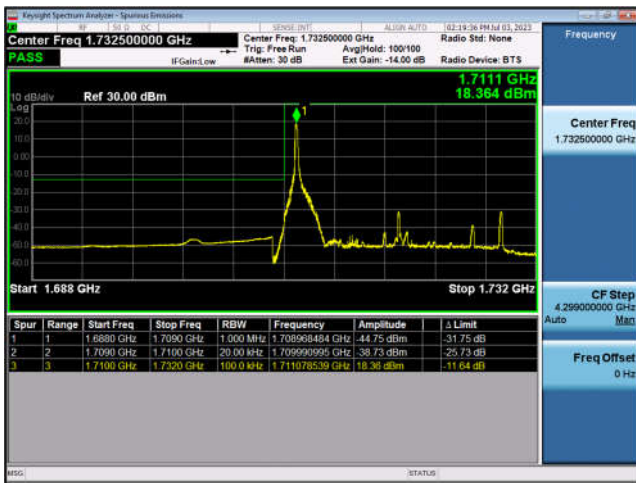 Keysight Spectrum Analyzer - Spurious Emissions
RF 50 Ω DC SENSE:INT ALIGN AUTO 02:19:36 PM Jul 03, 2023
Center Freq 1.732500000 GHz
PASS
IFGain:Low
Center Freq: 1.732500000 GHz
Trig: Free Run Avg|Hold: 100/100
#Atten: 30 dB Ext Gain: -14.00 dB
Radio Std: None
Radio Device: BTS
Frequency
1.7111 GHz
18.364 dBm
10 dB/div Ref 30.00 dBm
Log
20.0
10.0
0.00
-10.0
-20.0
-30.0
-40.0
-50.0
-60.0
1
Start 1.688 GHz Stop 1.732 GHz
Center Freq
1.732500000 GHz
CF Step
4.299000000 GHz
Auto Man
Freq Offset
0 Hz
Spur Range Start Freq Stop Freq RBW Frequency Amplitude Δ Limit
1 1 1.6880 GHz 1.7090 GHz 1.000 MHz 1.708968484 GHz -44.75 dBm -31.75 dB
2 2 1.7090 GHz 1.7100 GHz 20.00 kHz 1.709990995 GHz -38.73 dBm -25.73 dB
3 3 1.7100 GHz 1.7320 GHz 100.0 kHz 1.711078539 GHz 18.36 dBm -11.64 dB
MSG STATUS